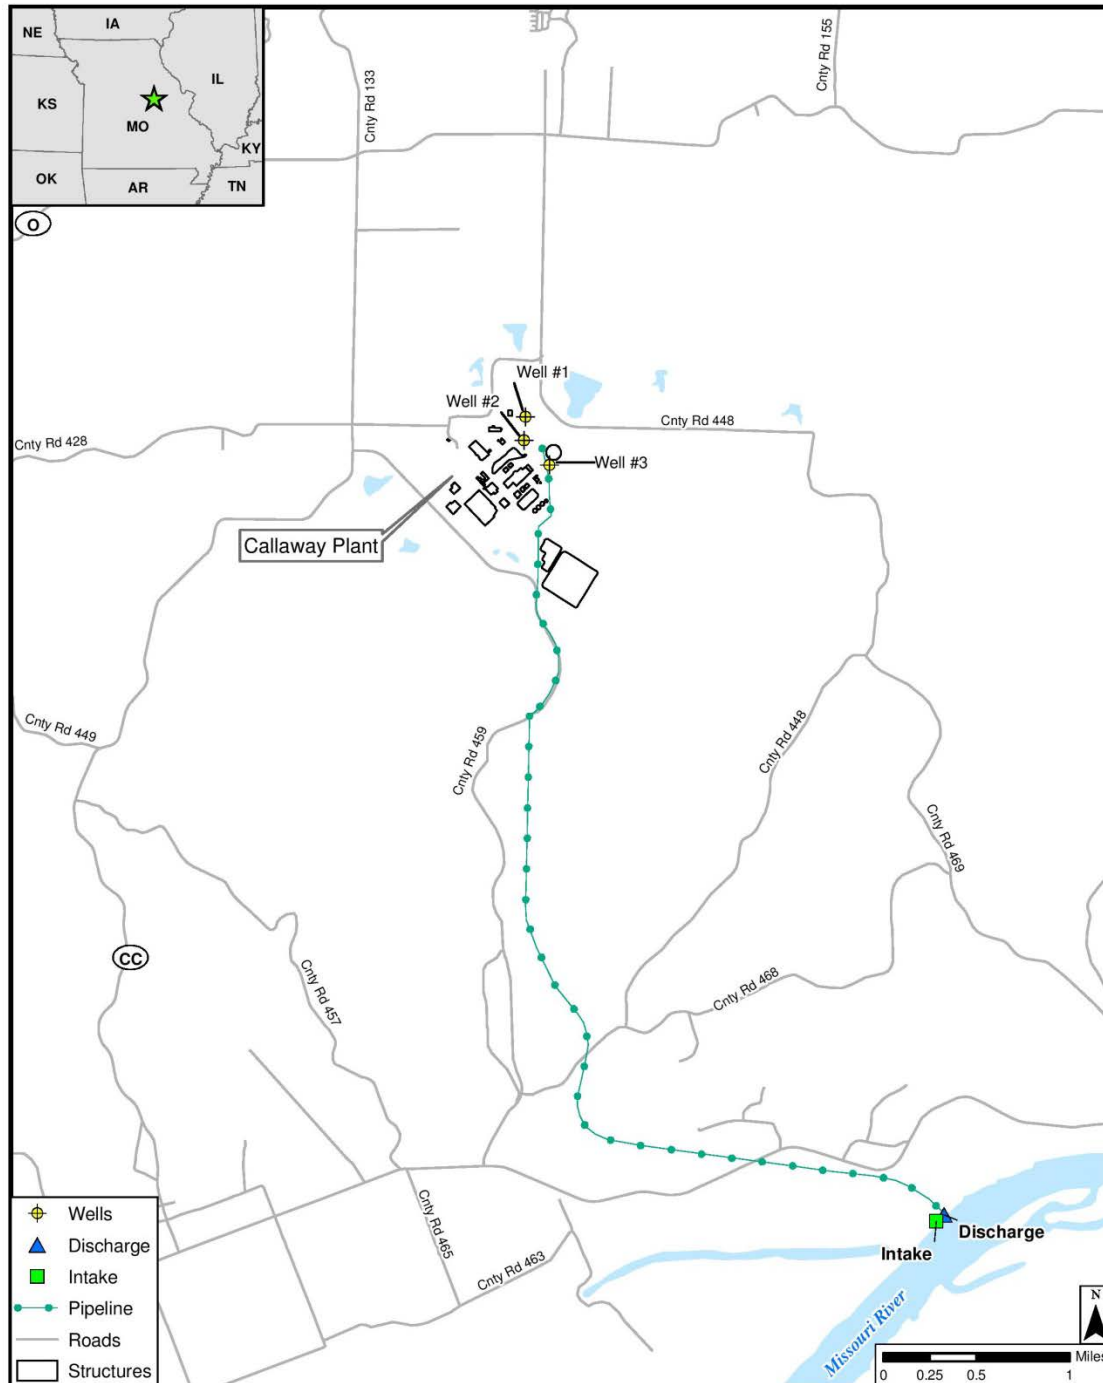 NE
IA
KS
IL
MO
KY
OK
AR
TN
O
Cnty Rd 133
Cnty Rd 155
Well #1
Well #2
Cnty Rd 428
Cnty Rd 448
Well #3
Callaway Plant
Cnty Rd 449
Cnty Rd 459
Cnty Rd 448
Cnty Rd 469
CC
Cnty Rd 457
Cnty Rd 468
Cnty Rd 465
Cnty Rd 463
Discharge
Intake
Missouri River
Wells
Discharge
Intake
Pipeline
Roads
Structures
N
Miles
0 0.25 0.5 1